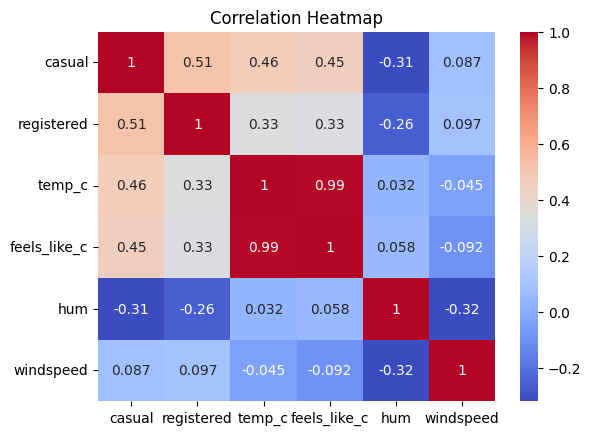 Correlation Heatmap
casual 1 0.51 0.46 0.45 -0.31 0.087
registered 0.51 1 0.33 0.33 -0.26 0.097
temp_c 0.46 0.33 1 0.99 0.032 -0.045
feels_like_c 0.45 0.33 0.99 1 0.058 -0.092
hum -0.31 -0.26 0.032 0.058 1 -0.32
windspeed 0.087 0.097 -0.045 -0.092 -0.32 1
casual registered temp_c feels_like_c hum windspeed
1.0
0.8
0.6
0.4
0.2
0.0
-0.2